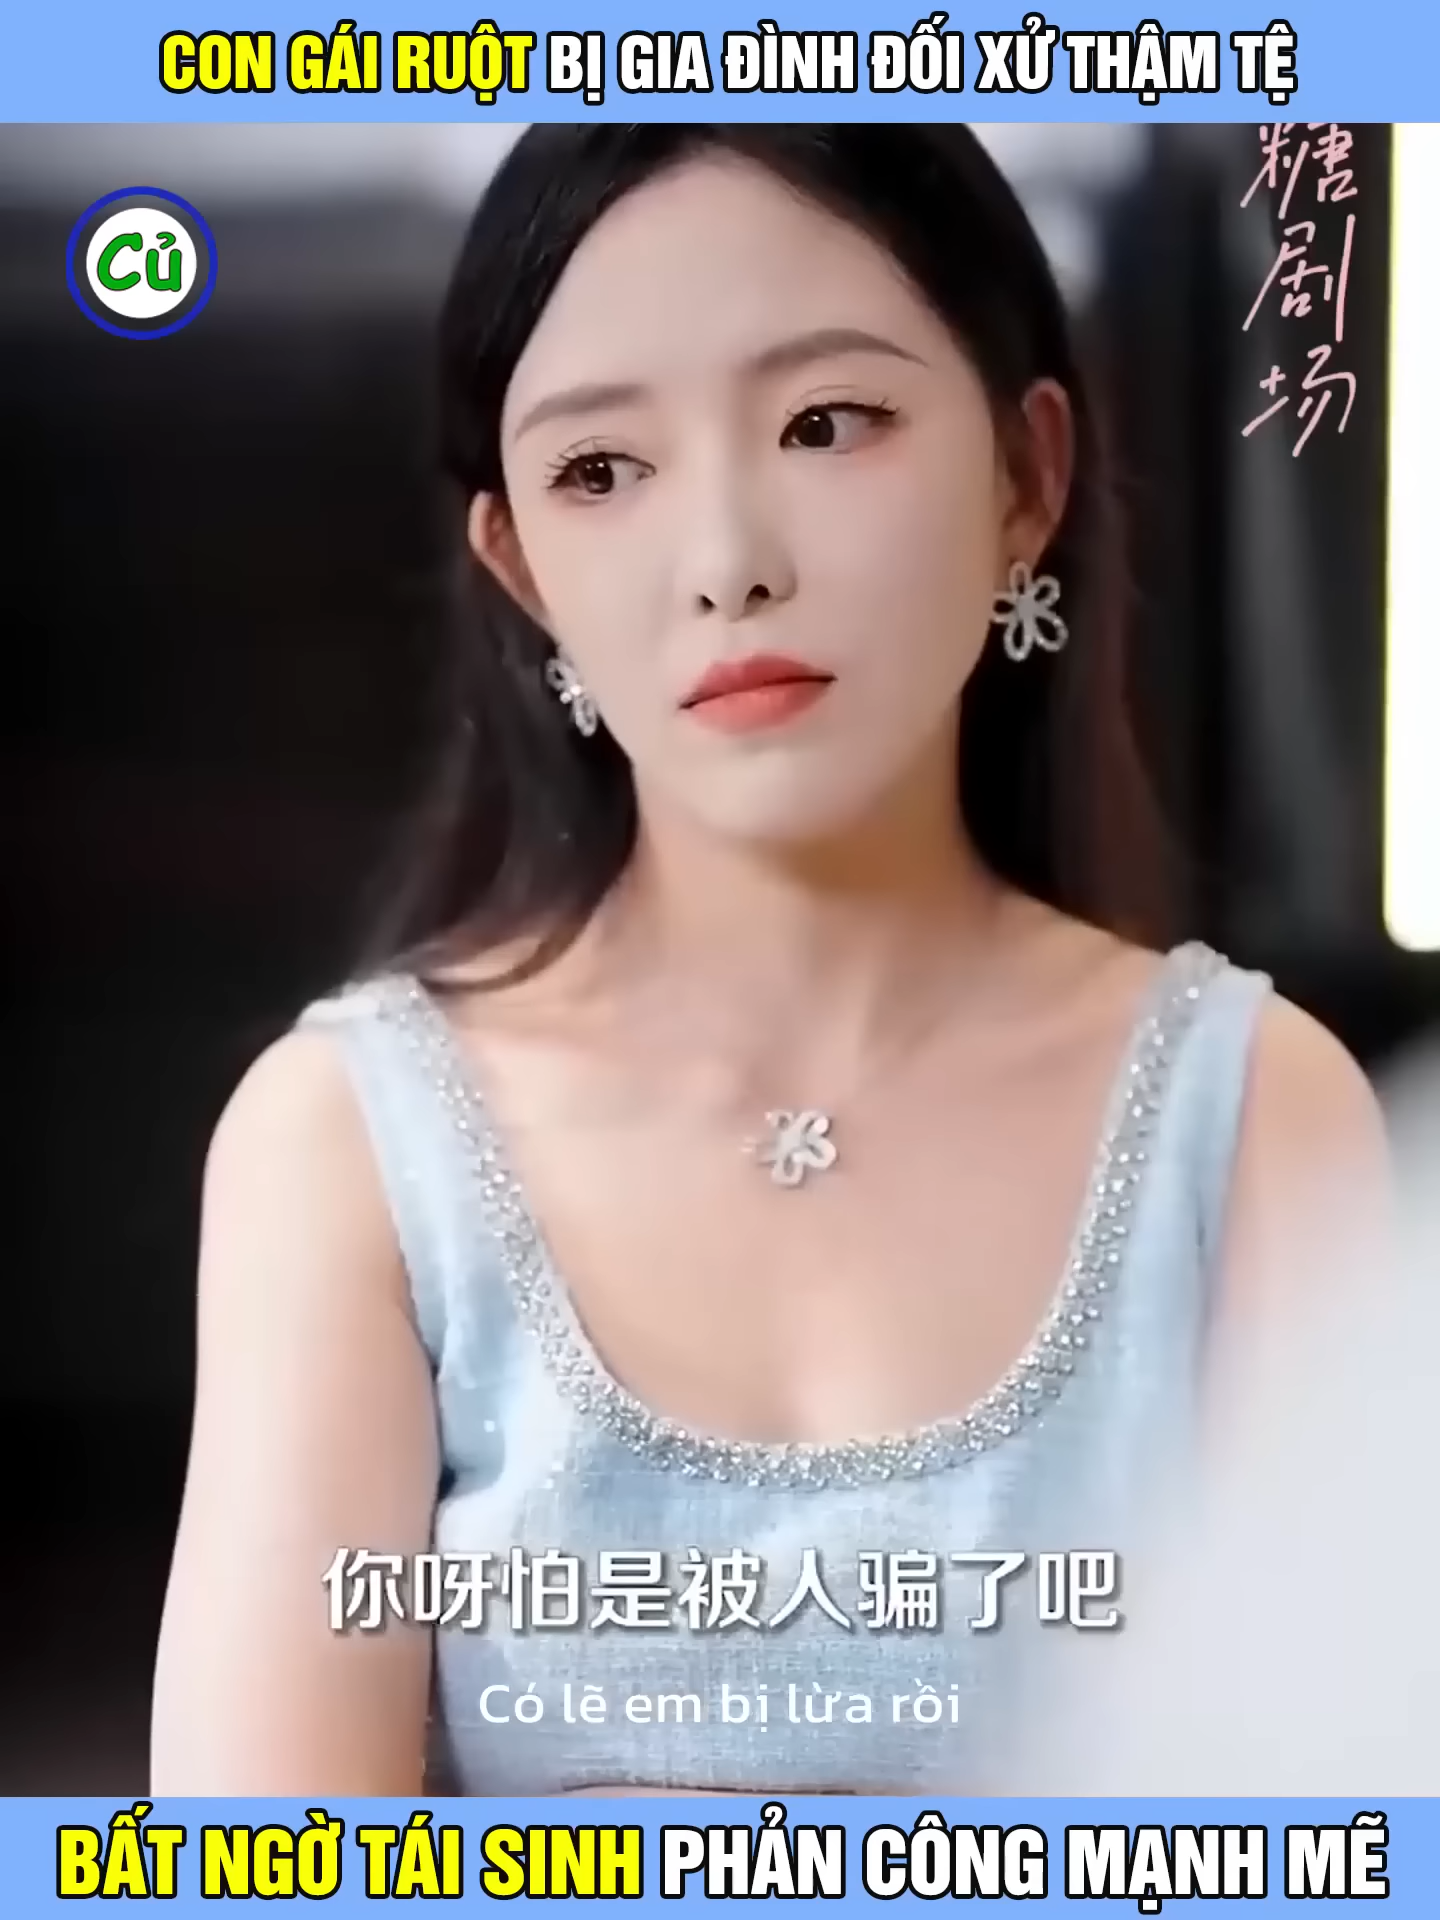 CON GÁI RUỘT BỊ GIA ĐÌNH ĐỐI XỬ THẬM TỆ
Củ
糖剧场
你呀怕是被人骗了吧
Có lẽ em bị lừa rồi
BẤT NGỜ TÁI SINH PHẢN CÔNG MẠNH MẼ